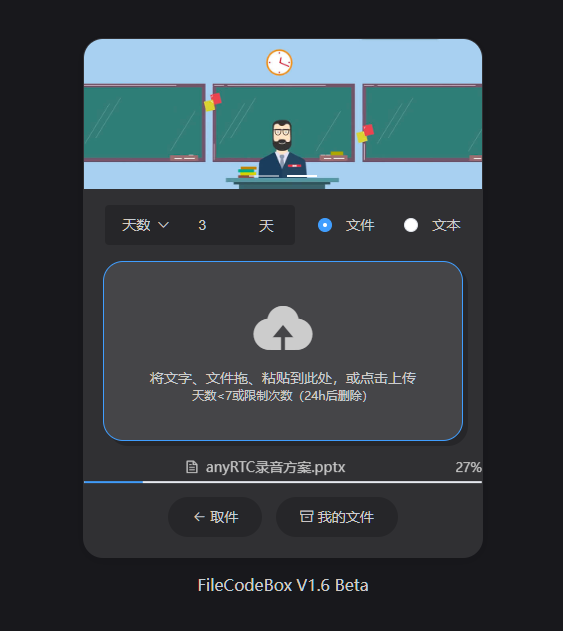 天数 3 天 文件 文本
将文字、文件拖、粘贴到此处，或点击上传
天数<7或限制次数（24h后删除）
anyRTC录音方案.pptx 27%
取件 我的文件
FileCodeBox V1.6 Beta